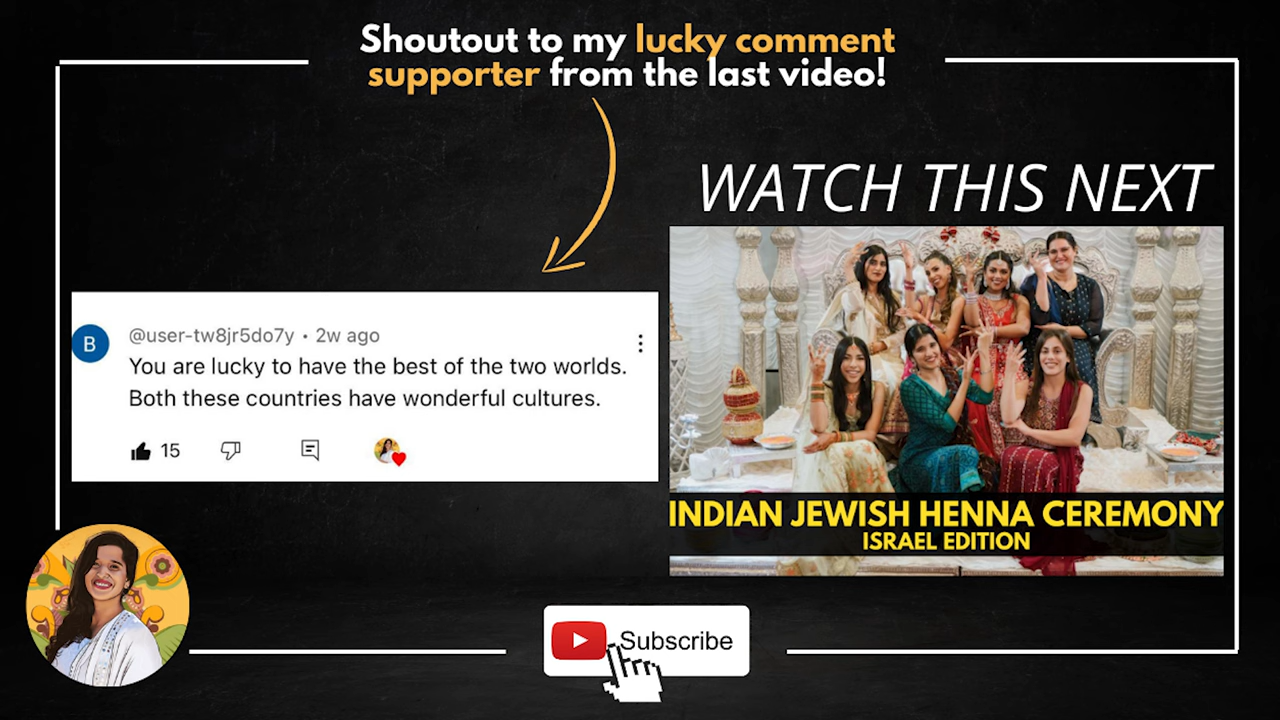 Shoutout to my lucky comment
supporter from the last video!
WATCH THIS NEXT
B
@user-tw8jr5do7y • 2w ago
You are lucky to have the best of the two worlds.
Both these countries have wonderful cultures.
15
INDIAN JEWISH HENNA CEREMONY
ISRAEL EDITION
Subscribe